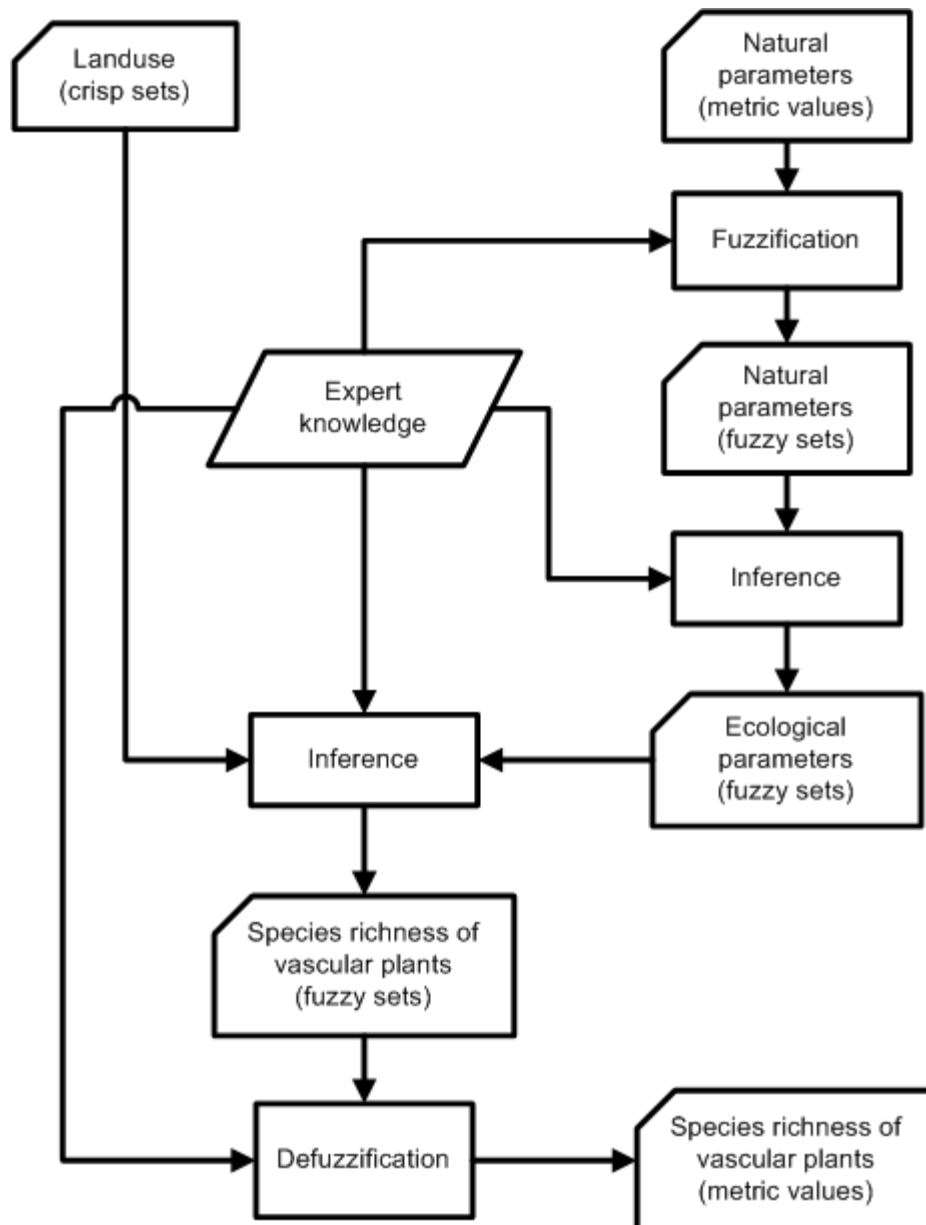 Landuse
(crisp sets)
Natural
parameters
(metric values)
Fuzzification
Expert
knowledge
Natural
parameters
(fuzzy sets)
Inference
Inference
Ecological
parameters
(fuzzy sets)
Species richness of
vascular plants
(fuzzy sets)
Defuzzification
Species richness of
vascular plants
(metric values)